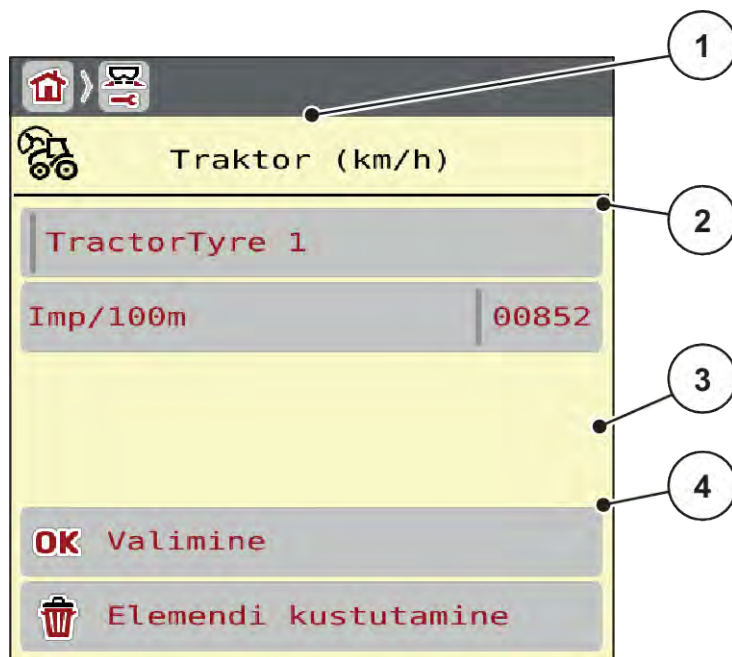 1
Traktor (km/h)
2
TractorTyre 1
Imp/100m 00852
3
4
OK Valimine
Elemendi kustutamine